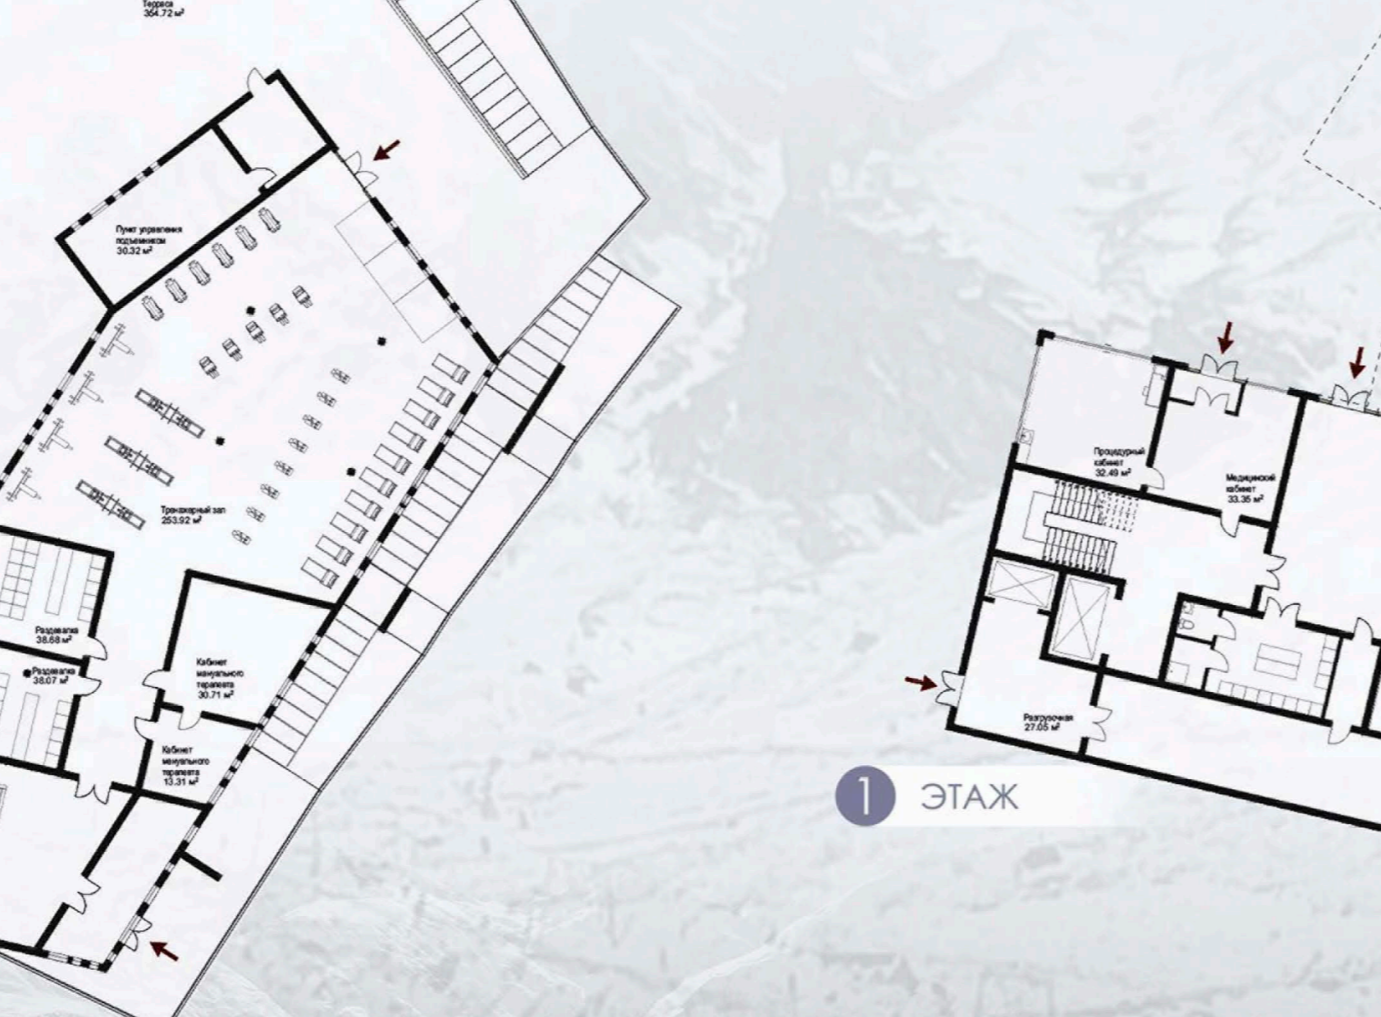 Терраса
354.72 м²
Пункт управления
подъемником
30.32 м²
Тренажерный зал
253.92 м²
Раздевалка
38.68 м²
Раздевалка
38.07 м²
Кабинет
мануального
терапевта
30.71 м²
Кабинет
мануального
терапевта
13.31 м²
Процедурный
кабинет
32.49 м²
Медицинский
кабинет
33.35 м²
Разгрузочная
27.05 м²
1 ЭТАЖ